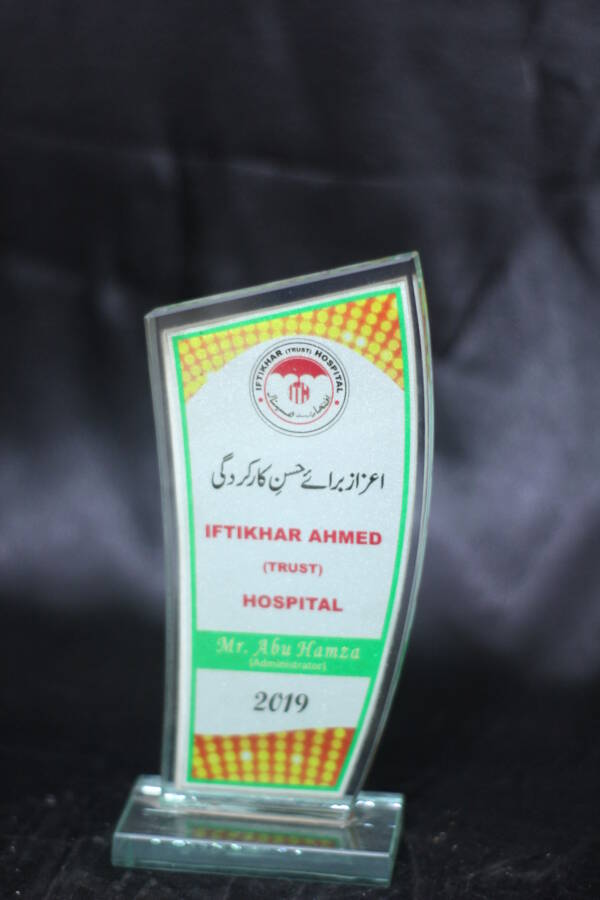 IFTIKHAR (TRUST) HOSPITAL
ITH
اعزاز برائے حسنِ کارکردگی
IFTIKHAR AHMED
(TRUST)
HOSPITAL
Mr. Abu Hamza
(Administrator)
2019